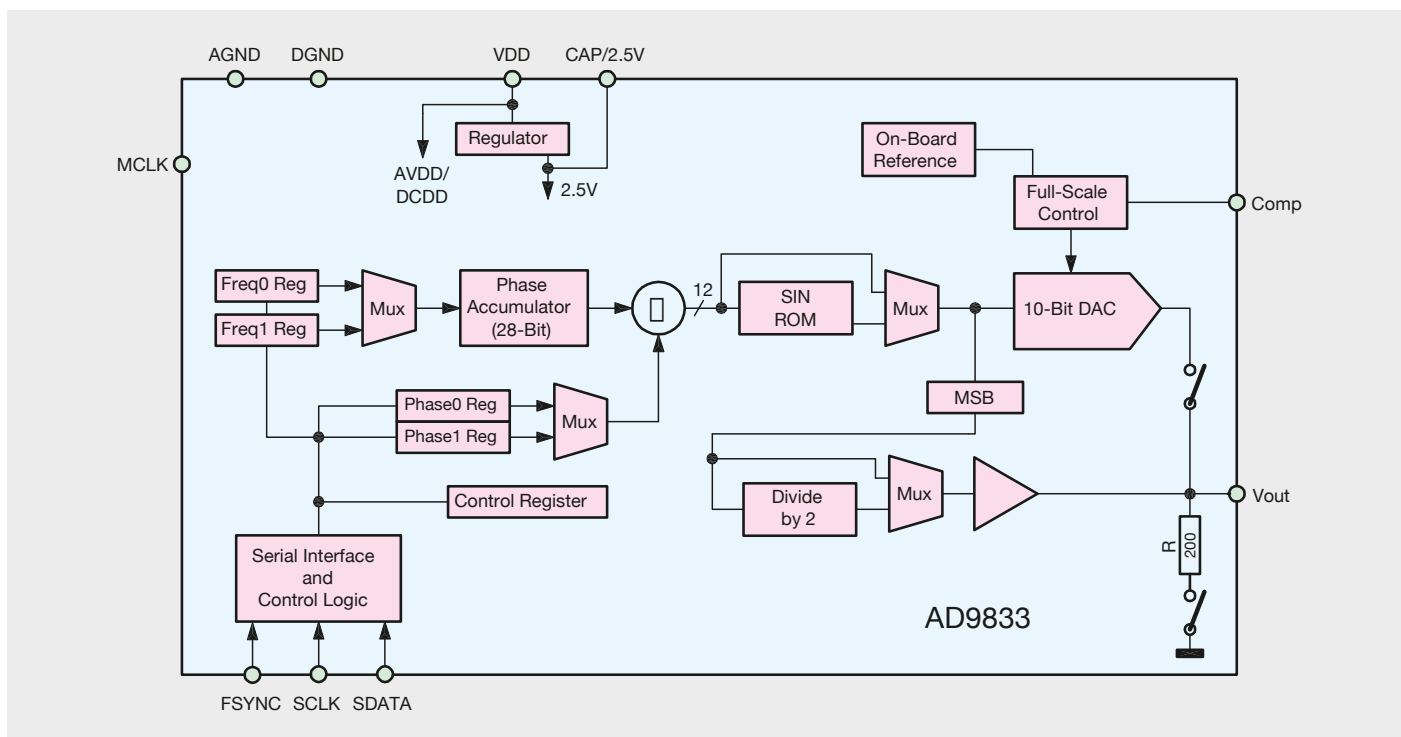 AGND DGND VDD CAP/2.5V
MCLK
Regulator
AVDD/
DCDD
2.5V
On-Board
Reference
Full-Scale
Control
Comp
Freq0 Reg
Freq1 Reg
Mux
Phase
Accumulator
(28-Bit)
12
SIN
ROM
Mux
10-Bit DAC
Phase0 Reg
Phase1 Reg
Mux
MSB
Control Register
Divide
by 2
Mux
Vout
R
200
Serial Interface
and
Control Logic
AD9833
FSYNC SCLK SDATA